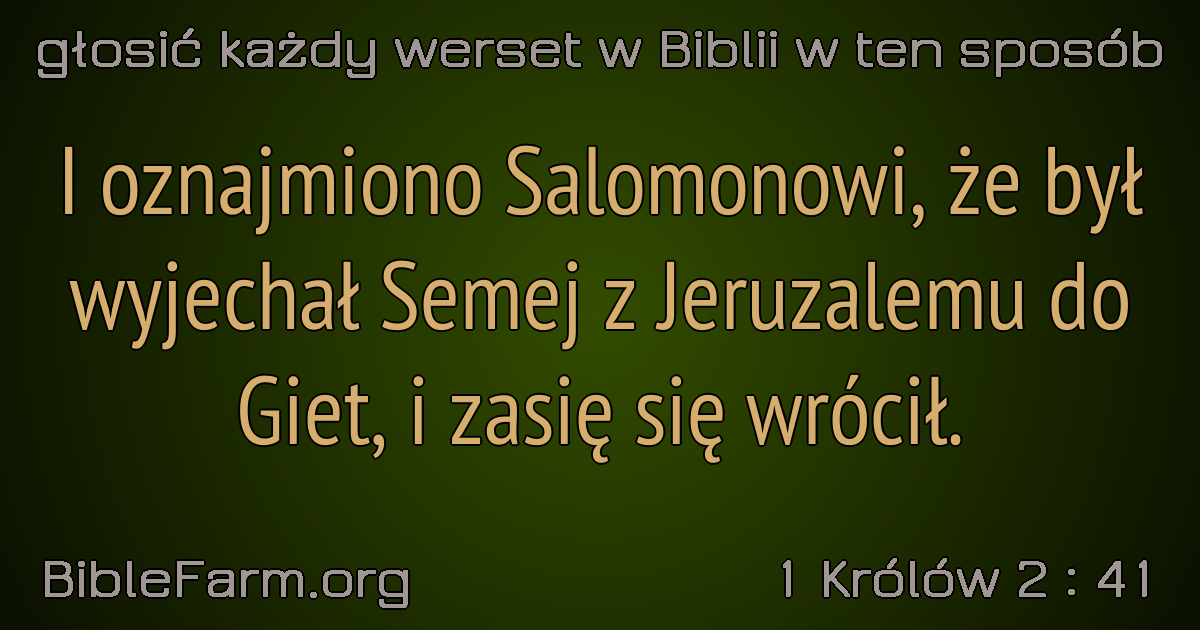 głosić każdy werset w Biblii w ten sposób
I oznajmiono Salomonowi, że był
wyjechał Semej z Jeruzalemu do
Giet, i zasię się wrócił.
BibleFarm.org
1 Królów 2 : 41